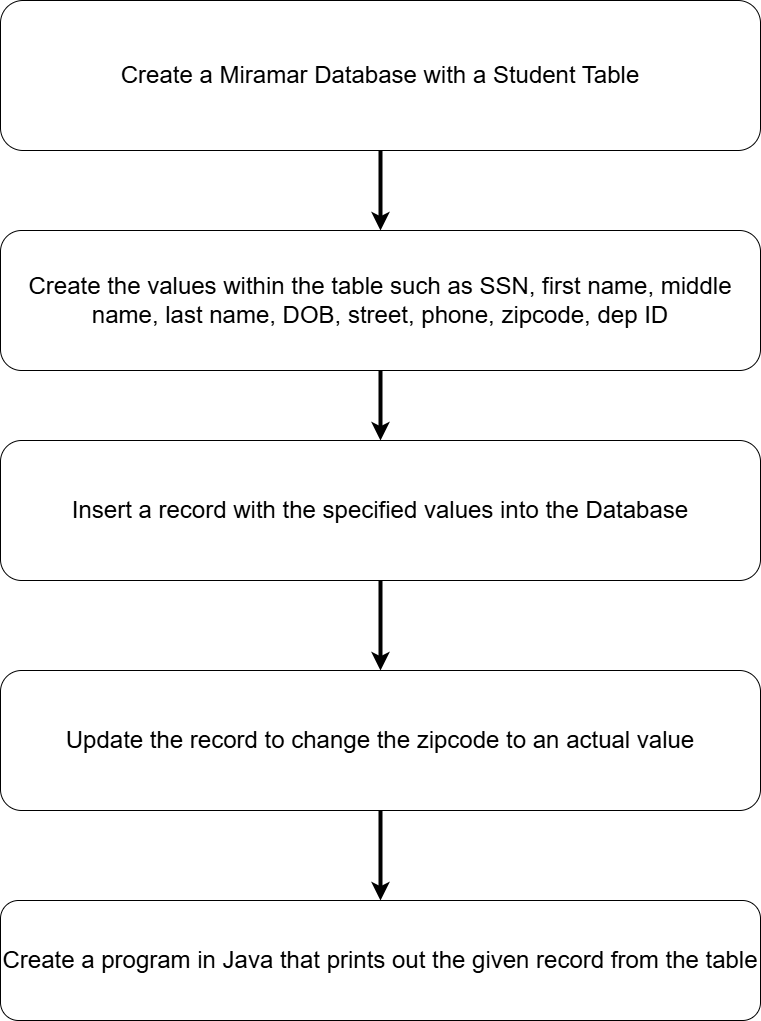 Create a Miramar Database with a Student Table
Create the values within the table such as SSN, first name, middle
name, last name, DOB, street, phone, zipcode, dep ID
Insert a record with the specified values into the Database
Update the record to change the zipcode to an actual value
Create a program in Java that prints out the given record from the table